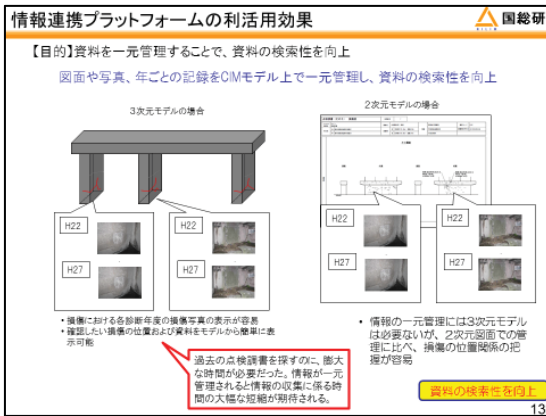 情報連携プラットフォームの利活用効果
国総研
【目的】資料を一元管理することで、資料の検索性を向上
図面や写真、年ごとの記録をCIMモデル上で一元管理し、資料の検索性を向上
3次元モデルの場合
2次元モデルの場合
H22
H22
H27
H27
H22
H22
H27
H27
・損傷における各診断年度の損傷写真の表示が容易
・確認したい損傷の位置および資料をモデルから簡単に表
示可能
・情報の一元管理には3次元モデル
は必要ないが、2次元図面での管
理に比べ、損傷の位置関係の把
握が容易
過去の点検調書を探すのに、膨大
な時間が必要だった。情報が一元
管理されると情報の収集に係る時
間の大幅な短縮が期待される。
資料の検索性を向上
13